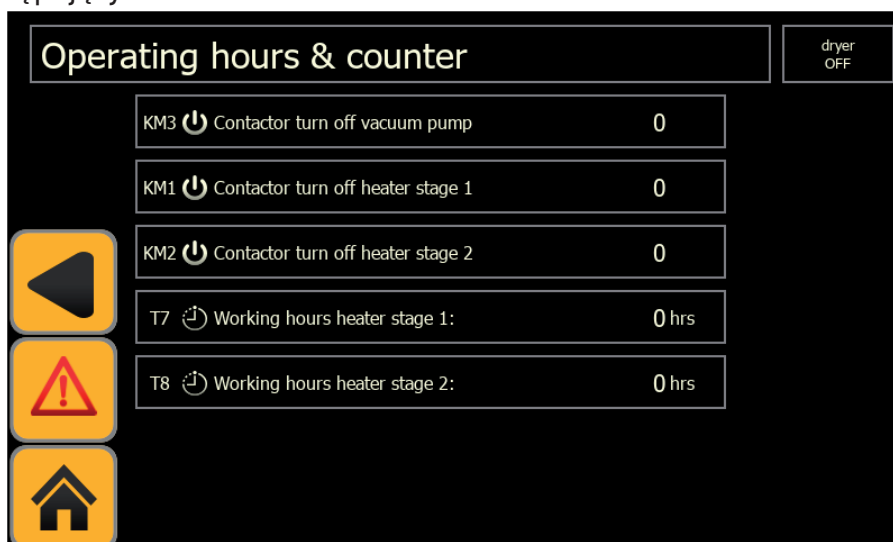 Operating hours & counter
dryer
OFF
KM3 Contactor turn off vacuum pump 0
KM1 Contactor turn off heater stage 1 0
KM2 Contactor turn off heater stage 2 0
T7 Working hours heater stage 1: 0 hrs
T8 Working hours heater stage 2: 0 hrs